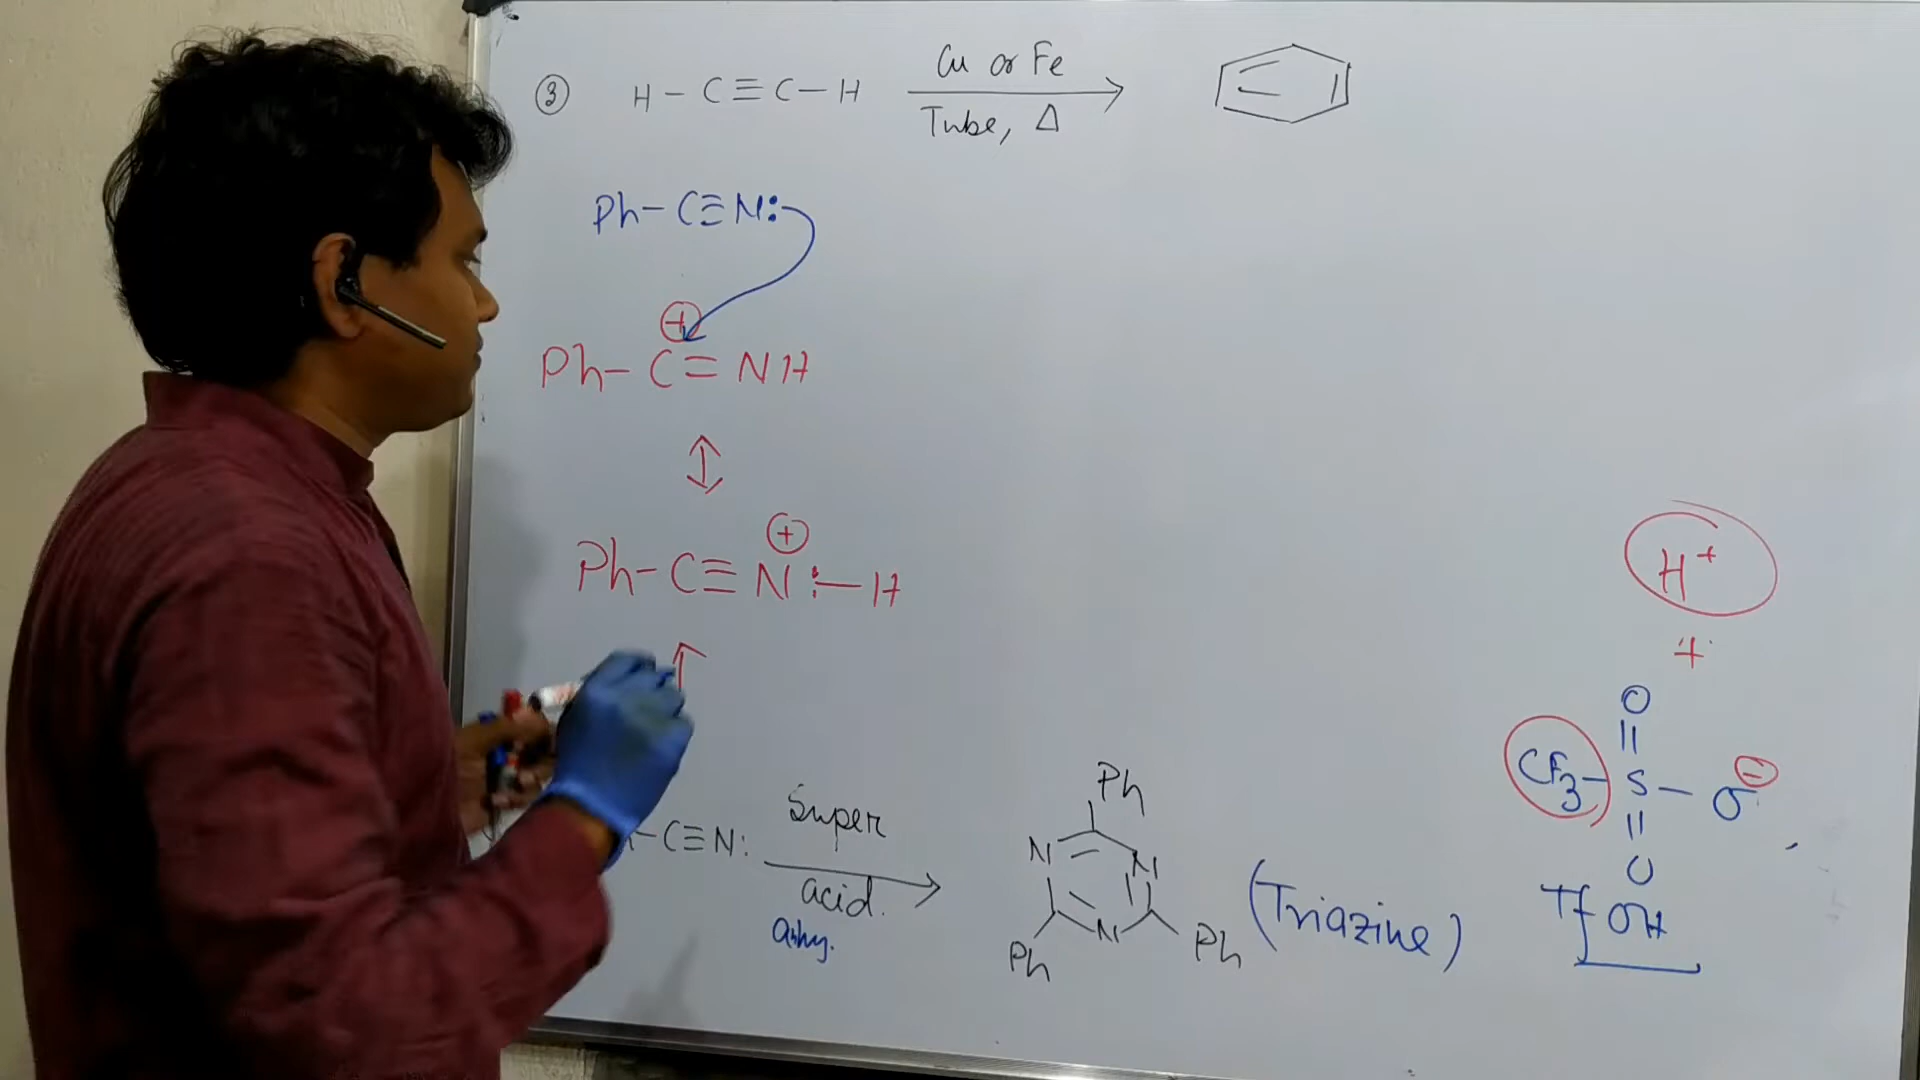 ③ H – C ≡ C – H
Cu or Fe
Tube, Δ
Ph – C ≡ N:
⊕
Ph – C = NH
↕
⊕
Ph – C ≡ N : – H
↑
– C ≡ N:
Super
acid.
Anhy.
Ph
N
N
N
Ph
Ph
(Triazine)
H⁺
+
O
||
CF₃ – S – O ⊖
||
O
TfOH